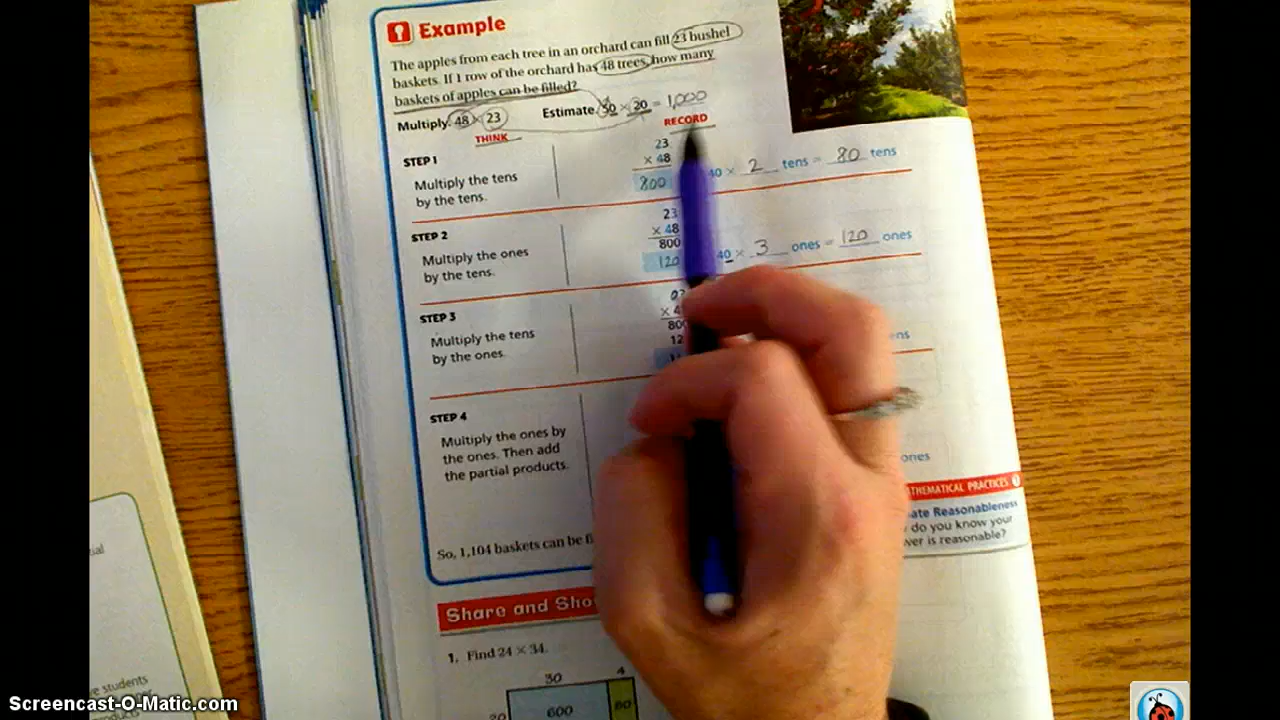 Example
The apples from each tree in an orchard can fill 23 bushel
baskets. If 1 row of the orchard has 48 trees, how many
baskets of apples can be filled?
Multiply. 48 × 23 Estimate. 50 × 20 = 1,000
THINK RECORD
STEP 1
Multiply the tens
by the tens.
23
× 48
800
40 × 2 tens = 80 tens
STEP 2
Multiply the ones
by the tens.
23
× 48
800
120
40 × 3 ones = 120 ones
STEP 3
Multiply the tens
by the ones.
× 4
800
12
STEP 4
Multiply the ones by
the ones. Then add
the partial products.
ones
MATHEMATICAL PRACTICES
Reasonableness
do you know your
is reasonable?
So, 1,104 baskets can be
Share and
1. Find 24 × 34.
30 4
20 600 80
students
Screencast-O-Matic.com